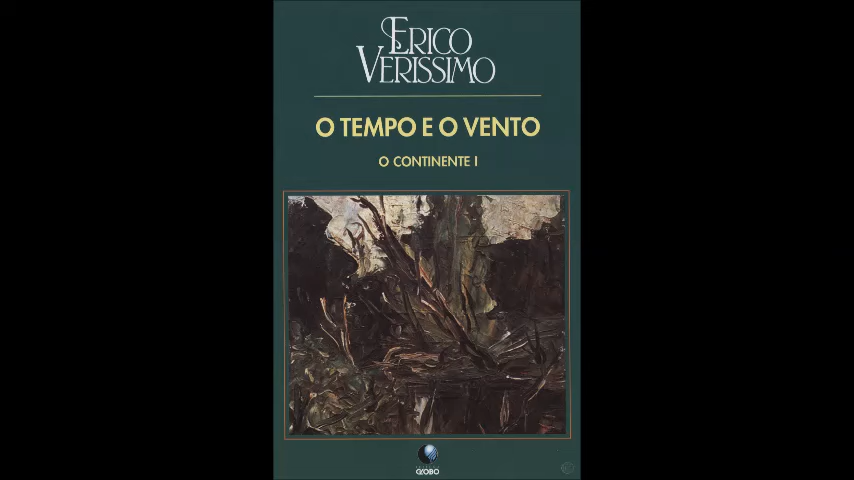 ERICO
VERISSIMO
O TEMPO E O VENTO
O CONTINENTE I
GLOBO